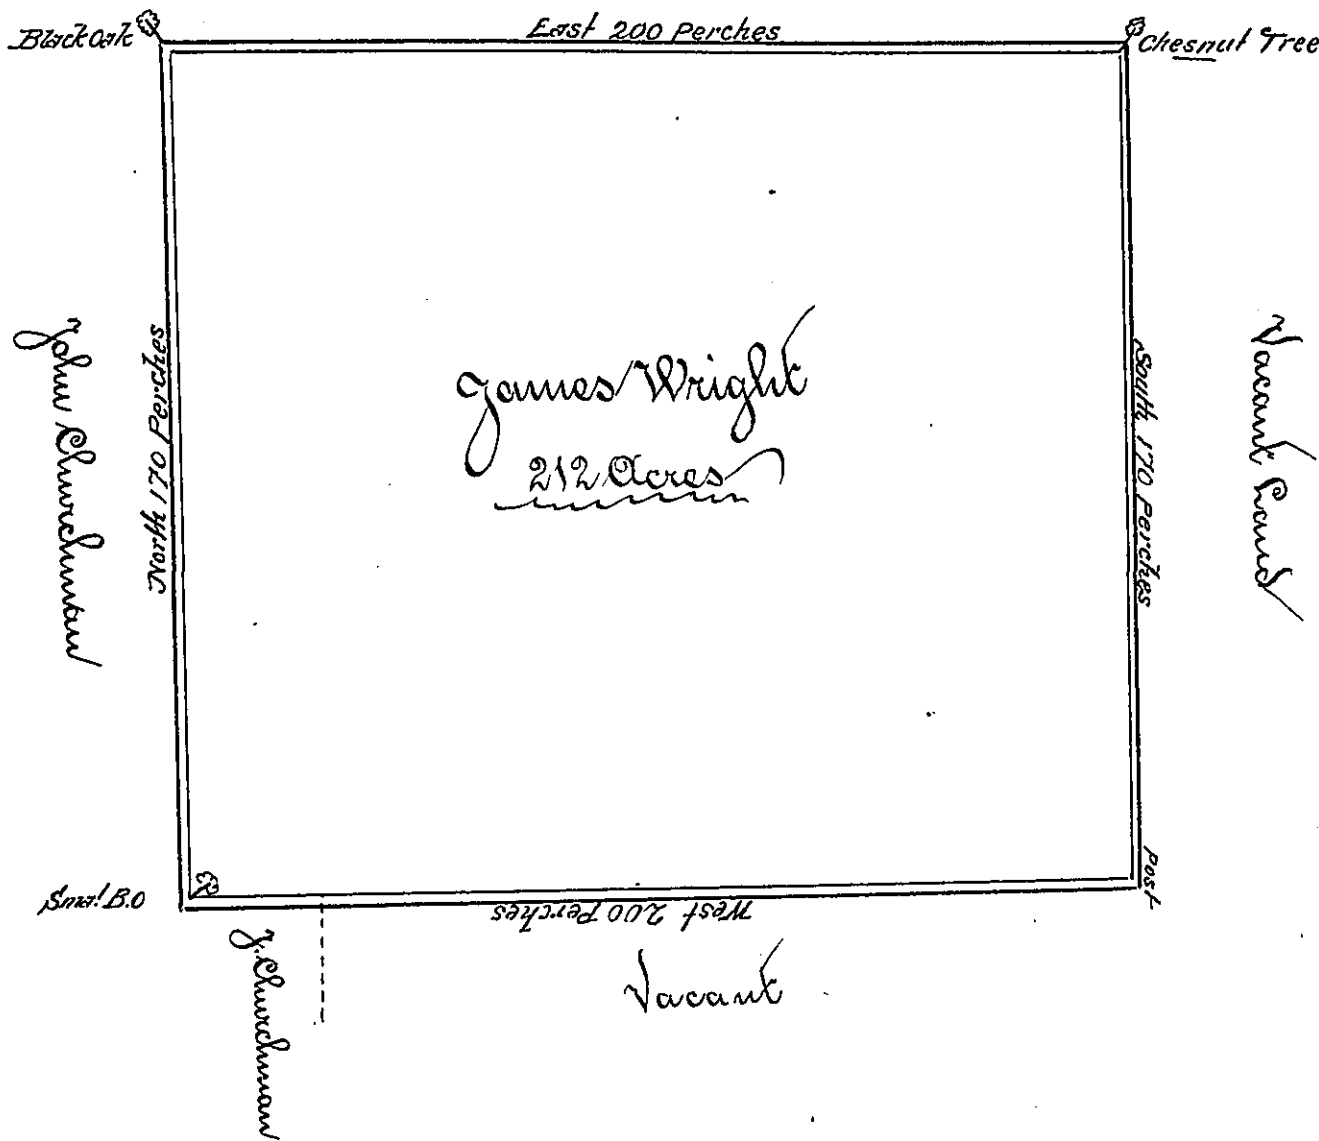 East 200 Perches
Black Oak
Chesnut Tree
John Churchman
North 170 Perches
James Wright
212 Acres
South 170 Perches
Vacant Land
Smal B.O
Post
West 200 Perches
J. Churchman
Vacant